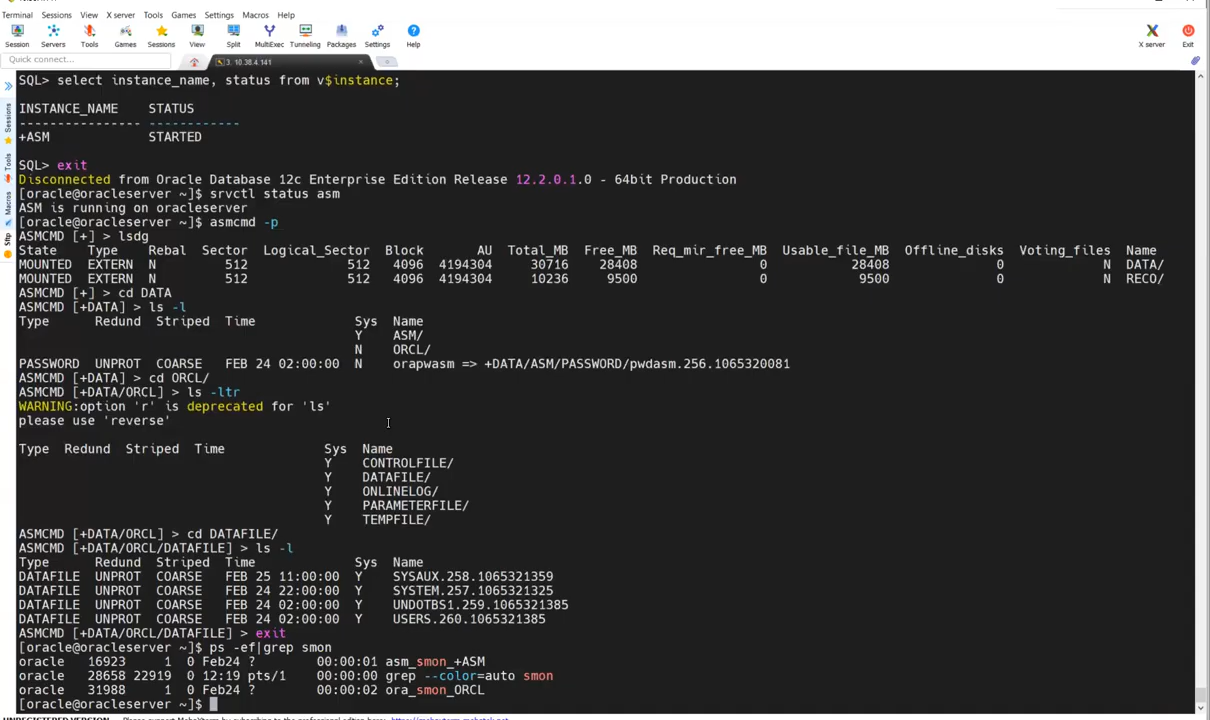 Terminal Sessions View X server Tools Games Settings Macros Help
Session Servers Tools Games Sessions View Split MultiExec Tunneling Packages Settings Help X server Exit
Quick connect... 3. 10.38.4.141
SQL> select instance_name, status from v$instance;
INSTANCE_NAME    STATUS
---------------- ------------
+ASM             STARTED
SQL> exit
Disconnected from Oracle Database 12c Enterprise Edition Release 12.2.0.1.0 - 64bit Production
[oracle@oracleserver ~]$ srvctl status asm
ASM is running on oracleserver
[oracle@oracleserver ~]$ asmcmd -p
ASMCMD [+] > lsdg
State    Type    Rebal  Sector  Logical_Sector  Block       AU  Total_MB  Free_MB  Req_mir_free_MB  Usable_file_MB  Offline_disks  Voting_files  Name
MOUNTED  EXTERN  N         512             512   4096  4194304     30716    28408                0           28408              0             N  DATA/
MOUNTED  EXTERN  N         512             512   4096  4194304     10236     9500                0            9500              0             N  RECO/
ASMCMD [+] > cd DATA
ASMCMD [+DATA] > ls -l
Type      Redund  Striped  Time             Sys  Name
Y    ASM/
N    ORCL/
PASSWORD  UNPROT  COARSE   FEB 24 02:00:00  N    orapwasm => +DATA/ASM/PASSWORD/pwdasm.256.1065320081
ASMCMD [+DATA] > cd ORCL/
ASMCMD [+DATA/ORCL] > ls -ltr
WARNING:option 'r' is deprecated for 'ls'
please use 'reverse'
Type  Redund  Striped  Time             Sys  Name
Y    CONTROLFILE/
Y    DATAFILE/
Y    ONLINELOG/
Y    PARAMETERFILE/
Y    TEMPFILE/
ASMCMD [+DATA/ORCL] > cd DATAFILE/
ASMCMD [+DATA/ORCL/DATAFILE] > ls -l
Type      Redund  Striped  Time             Sys  Name
DATAFILE  UNPROT  COARSE   FEB 25 11:00:00  Y    SYSAUX.258.1065321359
DATAFILE  UNPROT  COARSE   FEB 24 22:00:00  Y    SYSTEM.257.1065321325
DATAFILE  UNPROT  COARSE   FEB 24 02:00:00  Y    UNDOTBS1.259.1065321385
DATAFILE  UNPROT  COARSE   FEB 24 02:00:00  Y    USERS.260.1065321385
ASMCMD [+DATA/ORCL/DATAFILE] > exit
[oracle@oracleserver ~]$ ps -ef|grep smon
oracle   16923     1  0 Feb24 ?        00:00:01 asm_smon_+ASM
oracle   28658 22919  0 12:19 pts/1    00:00:00 grep --color=auto smon
oracle   31988     1  0 Feb24 ?        00:00:02 ora_smon_ORCL
[oracle@oracleserver ~]$
Sessions
Tools
Macros
Sftp